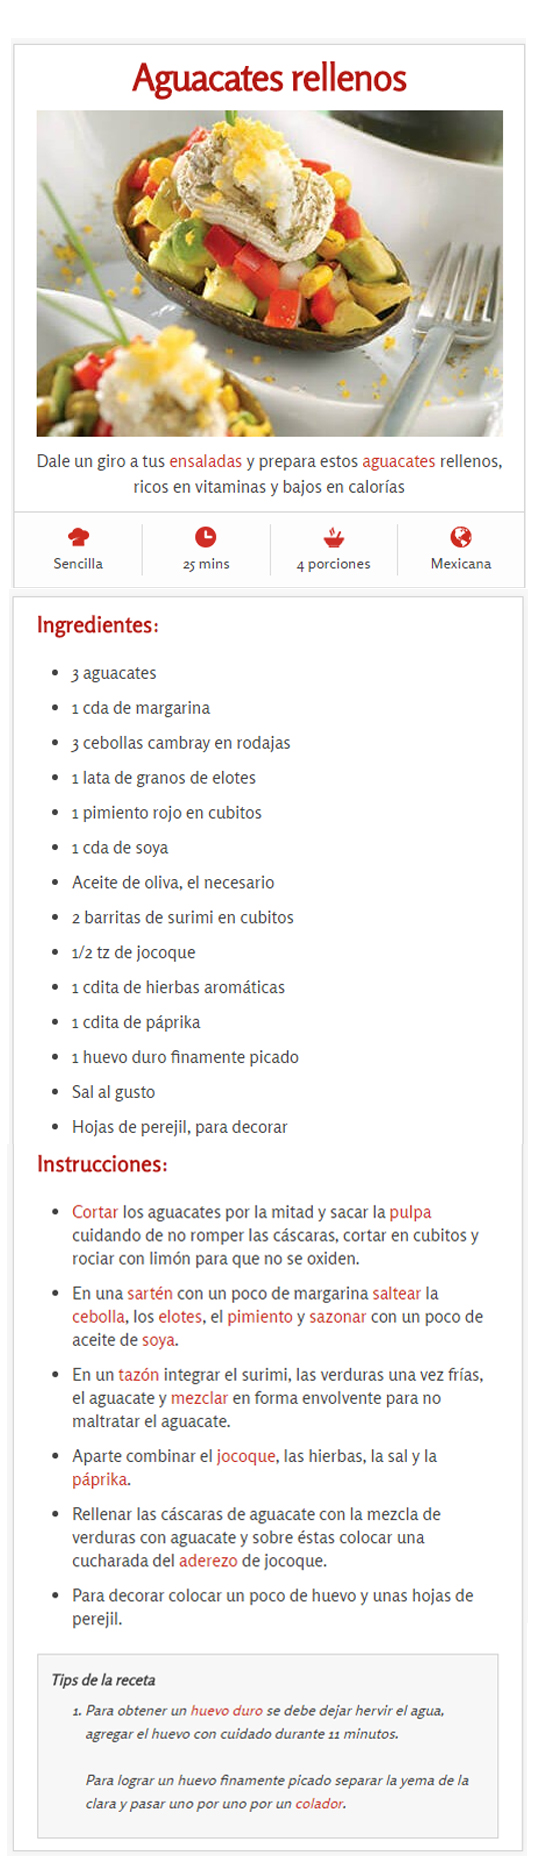 Aguacates rellenos
Dale un giro a tus ensaladas y prepara estos aguacates rellenos,
ricos en vitaminas y bajos en calorías
Sencilla
25 mins
4 porciones
Mexicana
Ingredientes:
• 3 aguacates
• 1 cda de margarina
• 3 cebollas cambray en rodajas
• 1 lata de granos de elotes
• 1 pimiento rojo en cubitos
• 1 cda de soya
• Aceite de oliva, el necesario
• 2 barritas de surimi en cubitos
• 1/2 tz de jocoque
• 1 cdita de hierbas aromáticas
• 1 cdita de páprika
• 1 huevo duro finamente picado
• Sal al gusto
• Hojas de perejil, para decorar
Instrucciones:
• Cortar los aguacates por la mitad y sacar la pulpa
cuidando de no romper las cáscaras, cortar en cubitos y
rociar con limón para que no se oxiden.
• En una sartén con un poco de margarina saltear la
cebolla, los elotes, el pimiento y sazonar con un poco de
aceite de soya.
• En un tazón integrar el surimi, las verduras una vez frías,
el aguacate y mezclar en forma envolvente para no
maltratar el aguacate.
• Aparte combinar el jocoque, las hierbas, la sal y la
páprika.
• Rellenar las cáscaras de aguacate con la mezcla de
verduras con aguacate y sobre éstas colocar una
cucharada del aderezo de jocoque.
• Para decorar colocar un poco de huevo y unas hojas de
perejil.
Tips de la receta
1. Para obtener un huevo duro se debe dejar hervir el agua,
agregar el huevo con cuidado durante 11 minutos.
Para lograr un huevo finamente picado separar la yema de la
clara y pasar uno por uno por un colador.